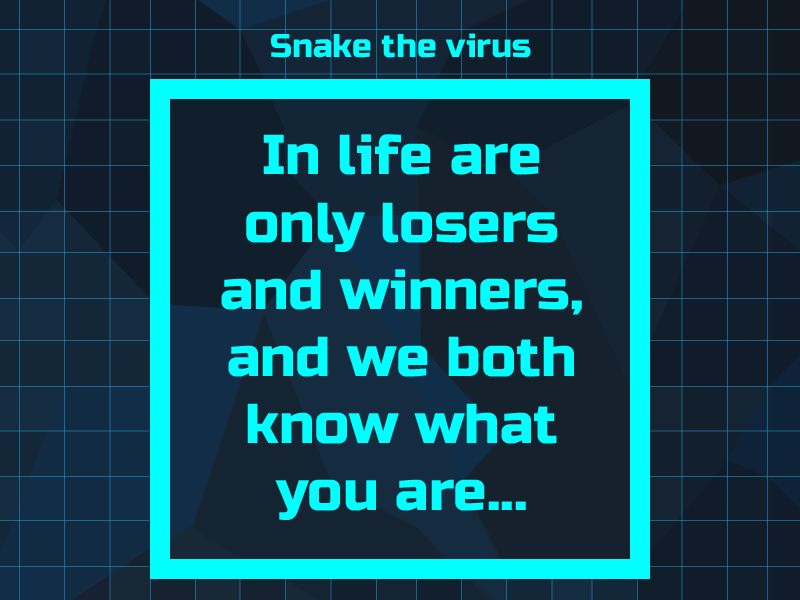 Snake the virus
In life are
only losers
and winners,
and we both
know what
you are...